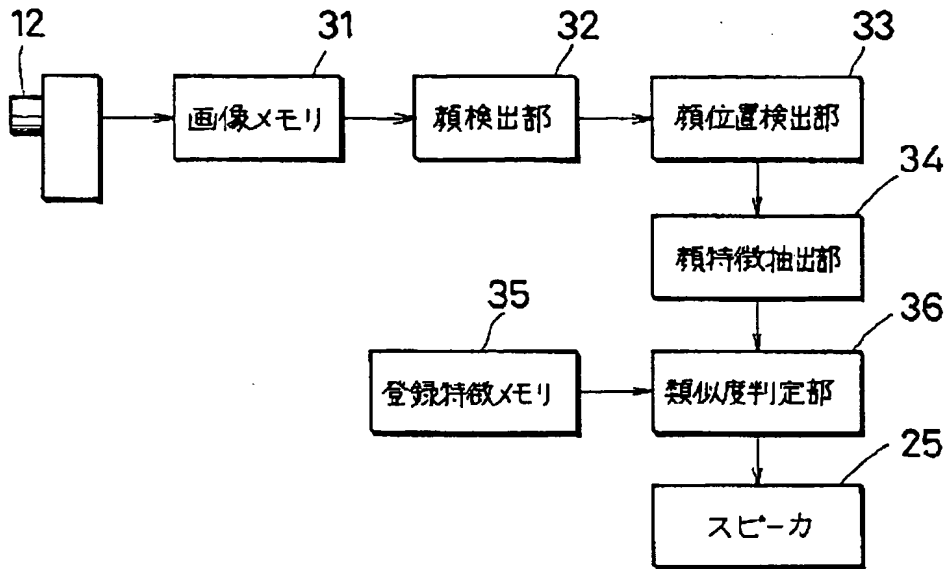 12
31
32
33
画像メモリ
顔検出部
顔位置検出部
34
顔特徴抽出部
35
36
登録特徴メモリ
類似度判定部
25
スピーカ